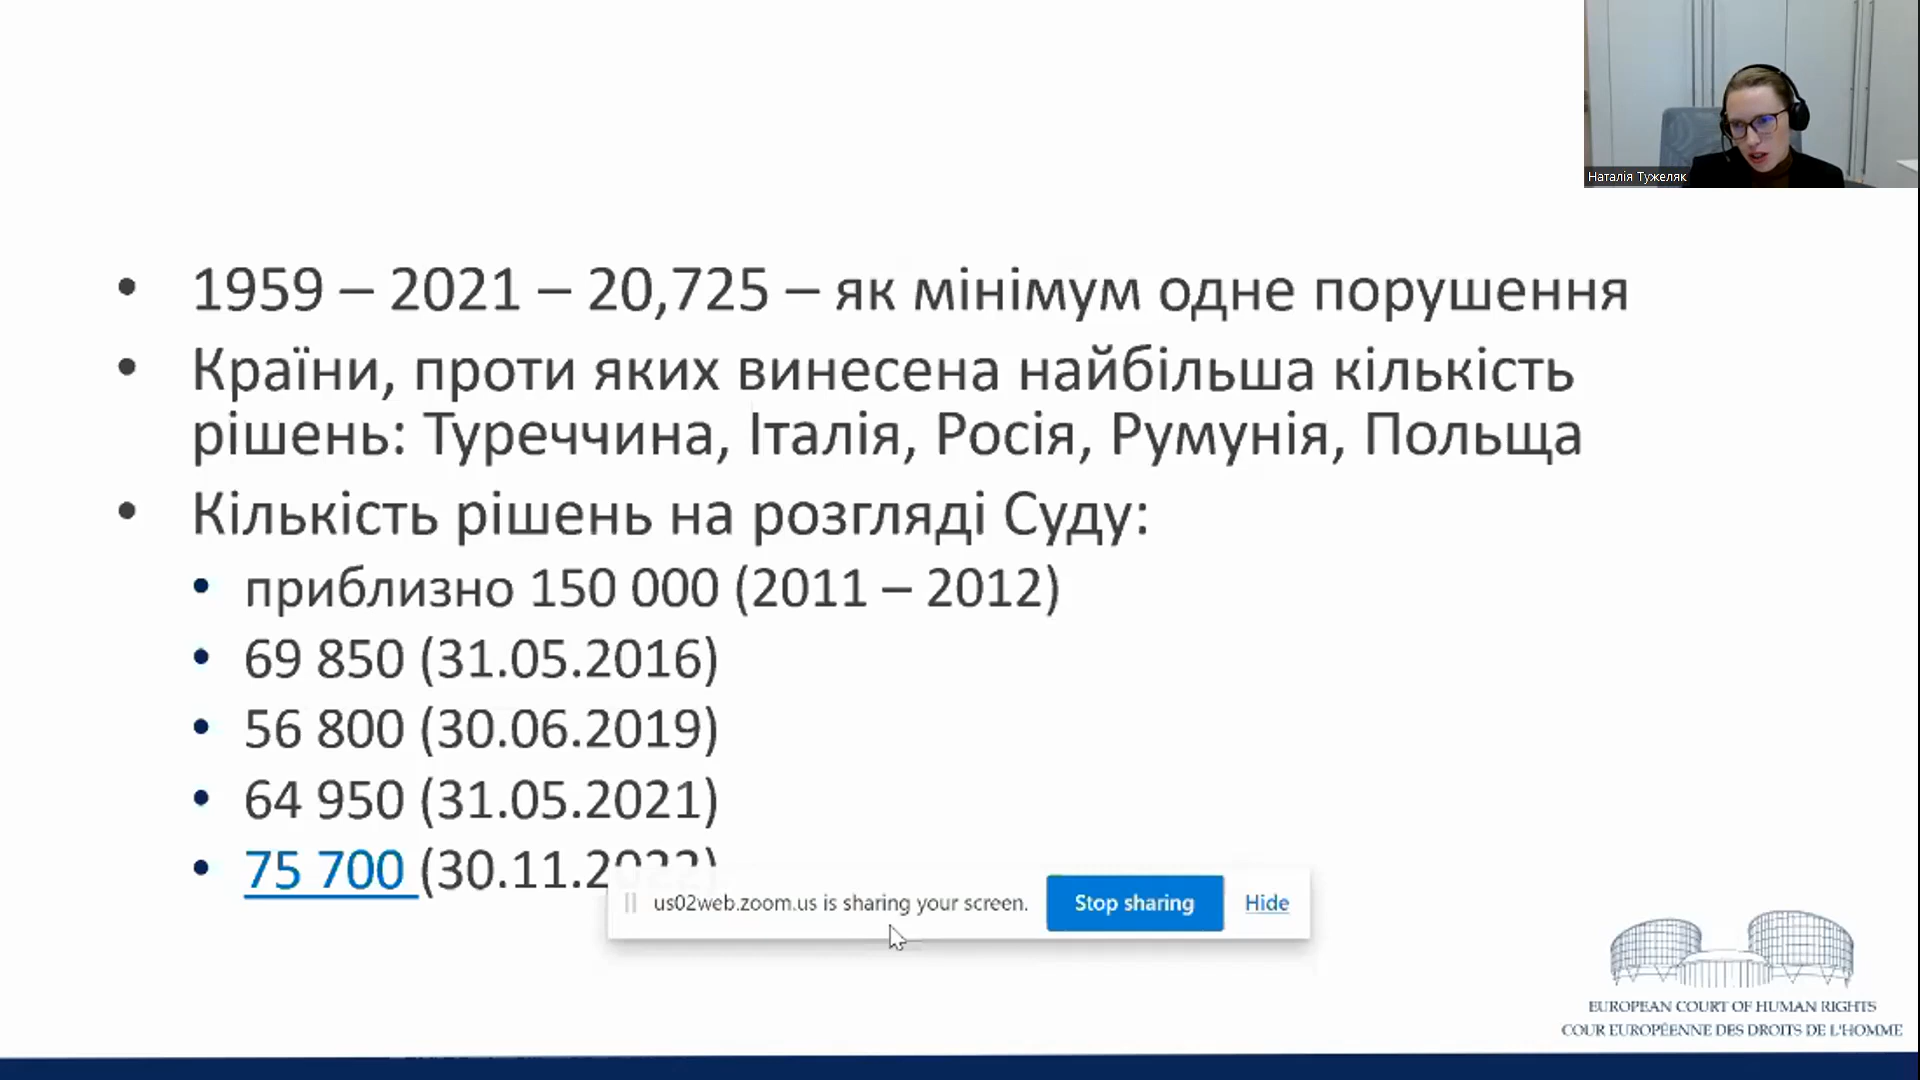 Наталія Тужеляк
• 1959 – 2021 – 20,725 – як мінімум одне порушення
• Країни, проти яких винесена найбільша кількість
рішень: Туреччина, Італія, Росія, Румунія, Польща
• Кількість рішень на розгляді Суду:
• приблизно 150 000 (2011 – 2012)
• 69 850 (31.05.2016)
• 56 800 (30.06.2019)
• 64 950 (31.05.2021)
• 75 700 (30.11.2022)
us02web.zoom.us is sharing your screen. Stop sharing Hide
EUROPEAN COURT OF HUMAN RIGHTS
COUR EUROPÉENNE DES DROITS DE L'HOMME